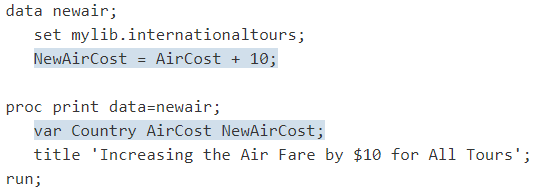 data newair;
   set mylib.internationaltours;
   NewAirCost = AirCost + 10;

proc print data=newair;
   var Country AirCost NewAirCost;
   title 'Increasing the Air Fare by $10 for All Tours';
run;